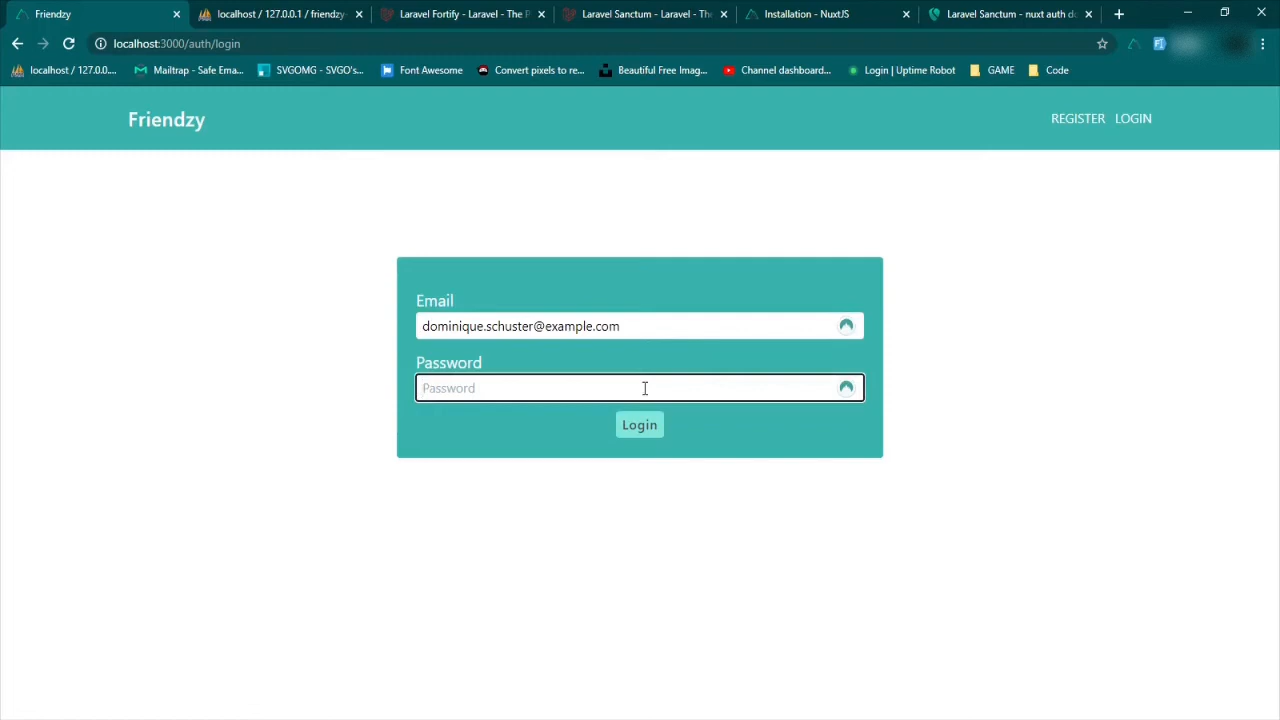 Friendzy
localhost / 127.0.0.1 / friendzy
Laravel Fortify - Laravel - The P
Laravel Sanctum - Laravel - The
Installation - NuxtJS
Laravel Sanctum - nuxt auth d
localhost:3000/auth/login
localhost / 127.0.0....
Mailtrap - Safe Ema...
SVGOMG - SVGO's...
Font Awesome
Convert pixels to re...
Beautiful Free Imag...
Channel dashboard...
Login | Uptime Robot
GAME
Code
Friendzy
REGISTER LOGIN
Email
dominique.schuster@example.com
Password
Password
Login